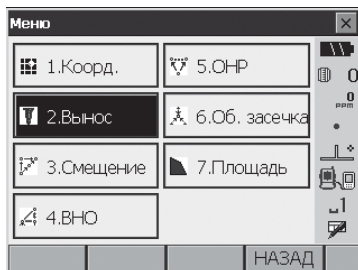 Меню
1.Коорд.
5.ОНР
2.Вынос
6.Об. засечка
3.Смещение
7.Площадь
4.ВНО
0
0
PPM
1
НАЗАД